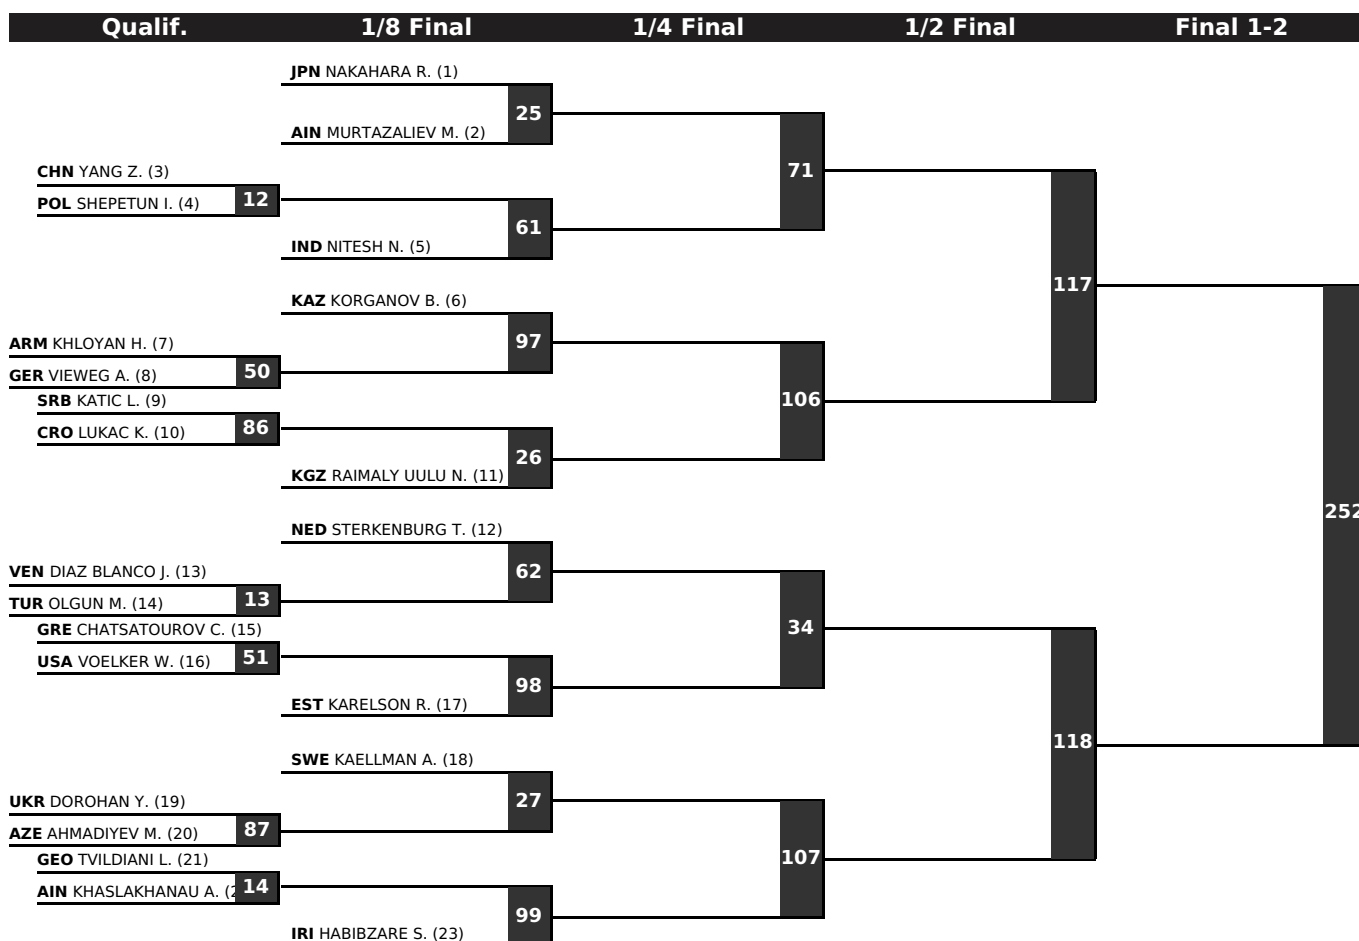 Qualif. 1/8 Final 1/4 Final 1/2 Final Final 1-2
JPN NAKAHARA R. (1)
25
AIN MURTAZALIEV M. (2)
CHN YANG Z. (3)
71
POL SHEPETUN I. (4) 12
61
IND NITESH N. (5)
117
KAZ KORGANOV B. (6)
97
ARM KHLOYAN H. (7)
GER VIEWEG A. (8) 50
SRB KATIC L. (9)
106
CRO LUKAC K. (10) 86
26
KGZ RAIMALY UULU N. (11)
252
NED STERKENBURG T. (12)
62
VEN DIAZ BLANCO J. (13)
TUR OLGUN M. (14) 13
GRE CHATSATOUROV C. (15)
34
USA VOELKER W. (16) 51
98
EST KARELSON R. (17)
118
SWE KAELLMAN A. (18)
27
UKR DOROHAN Y. (19)
AZE AHMADIYEV M. (20) 87
GEO TVILDIANI L. (21)
107
AIN KHASLAKHANAU A. 14
99
IRI HABIBZARE S. (23)